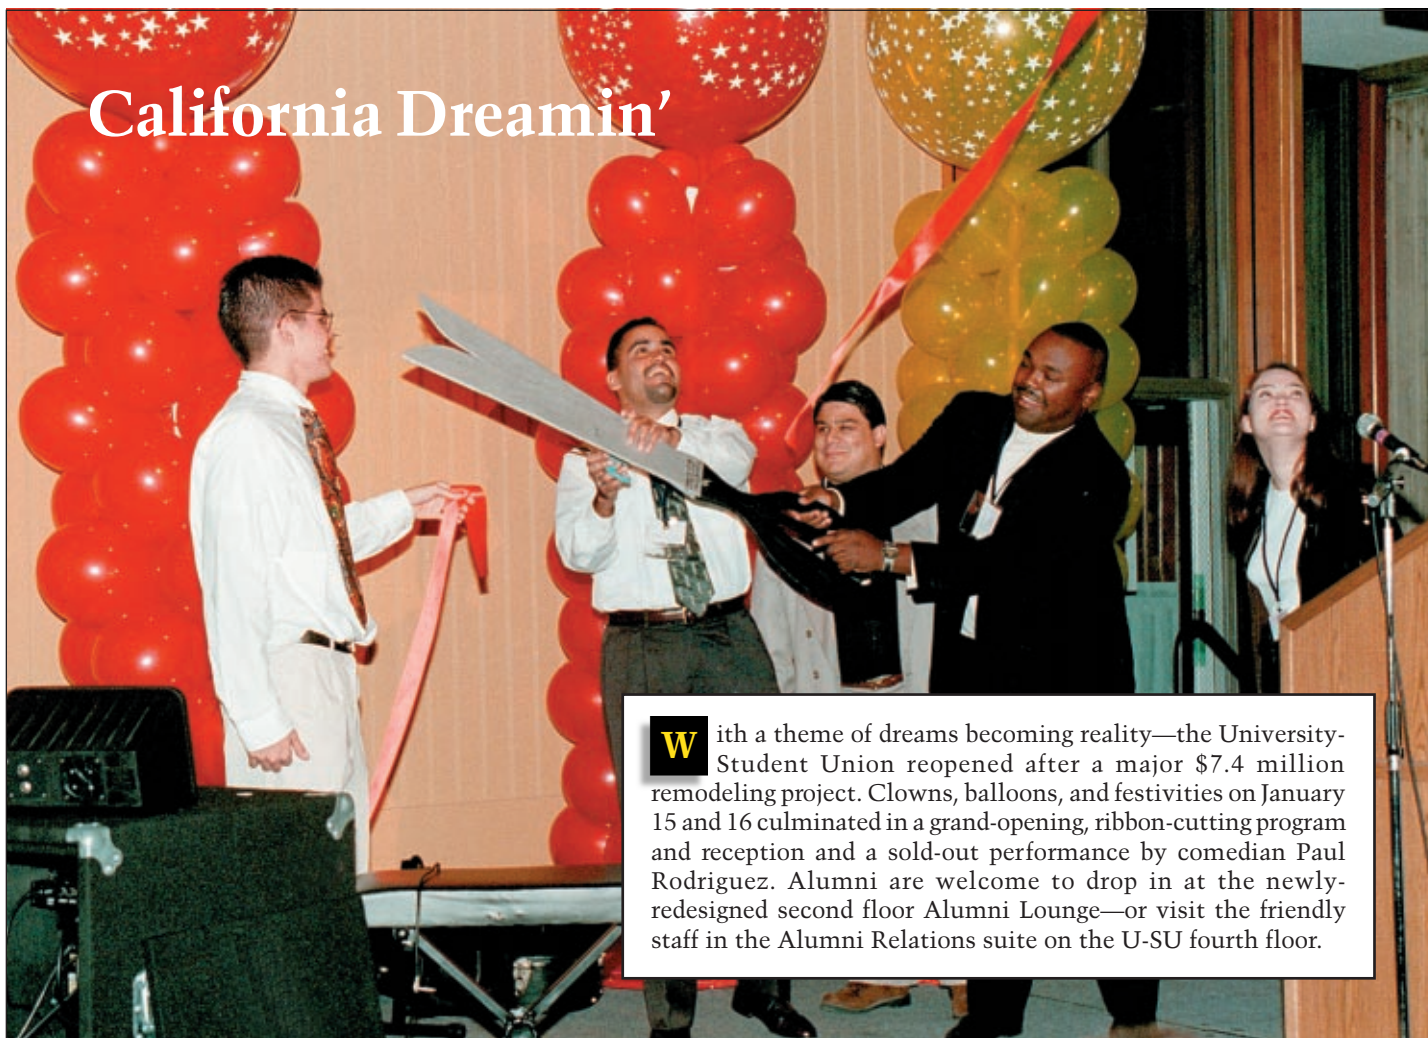 California Dreamin’
With a theme of dreams becoming reality—the University-
Student Union reopened after a major $7.4 million
remodeling project. Clowns, balloons, and festivities on January
15 and 16 culminated in a grand-opening, ribbon-cutting program
and reception and a sold-out performance by comedian Paul
Rodriguez. Alumni are welcome to drop in at the newly-
redesigned second floor Alumni Lounge—or visit the friendly
staff in the Alumni Relations suite on the U-SU fourth floor.